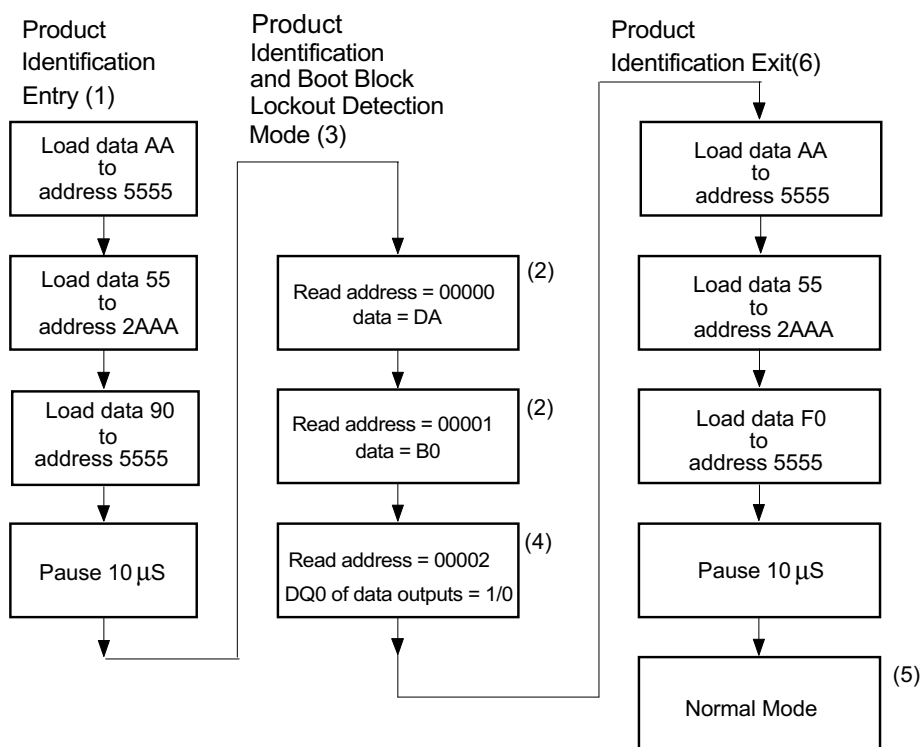 Product
Identification
Entry (1)
Load data AA
to
address 5555
Load data 55
to
address 2AAA
Load data 90
to
address 5555
Pause 10 µS
Product
Identification
and Boot Block
Lockout Detection
Mode (3)
(2)
Read address = 00000
data = DA
(2)
Read address = 00001
data = B0
(4)
Read address = 00002
DQ0 of data outputs = 1/0
Product
Identification Exit(6)
Load data AA
to
address 5555
Load data 55
to
address 2AAA
Load data F0
to
address 5555
Pause 10 µS
(5)
Normal Mode